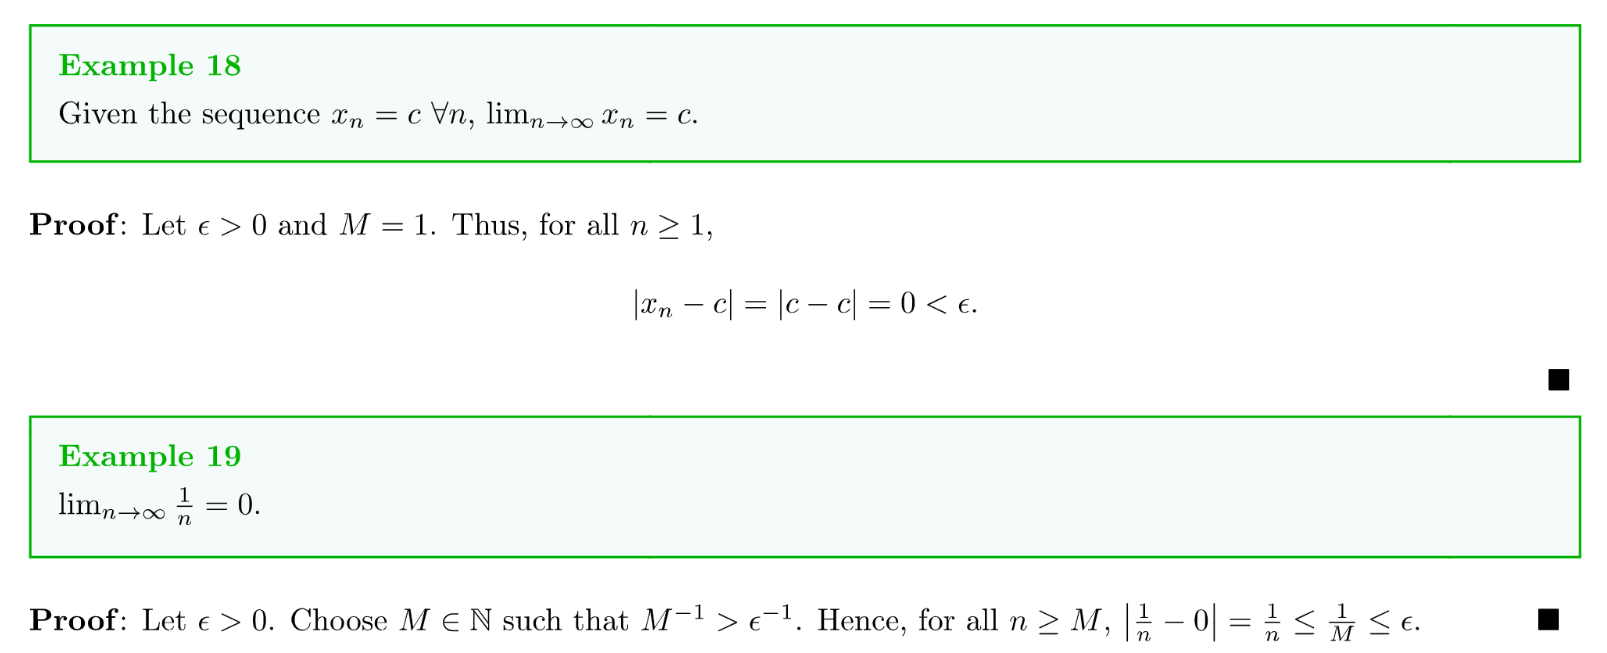 Example 18
Given the sequence $x_n = c \; \forall n$, $\lim_{n \to \infty} x_n = c$.
Proof: Let $\epsilon > 0$ and $M = 1$. Thus, for all $n \geq 1$,
$|x_n - c| = |c - c| = 0 < \epsilon.$
■
Example 19
$\lim_{n \to \infty} \frac{1}{n} = 0$.
Proof: Let $\epsilon > 0$. Choose $M \in \mathbb{N}$ such that $M^{-1} > \epsilon^{-1}$. Hence, for all $n \geq M$, $\left|\frac{1}{n} - 0\right| = \frac{1}{n} \leq \frac{1}{M} \leq \epsilon$. ■